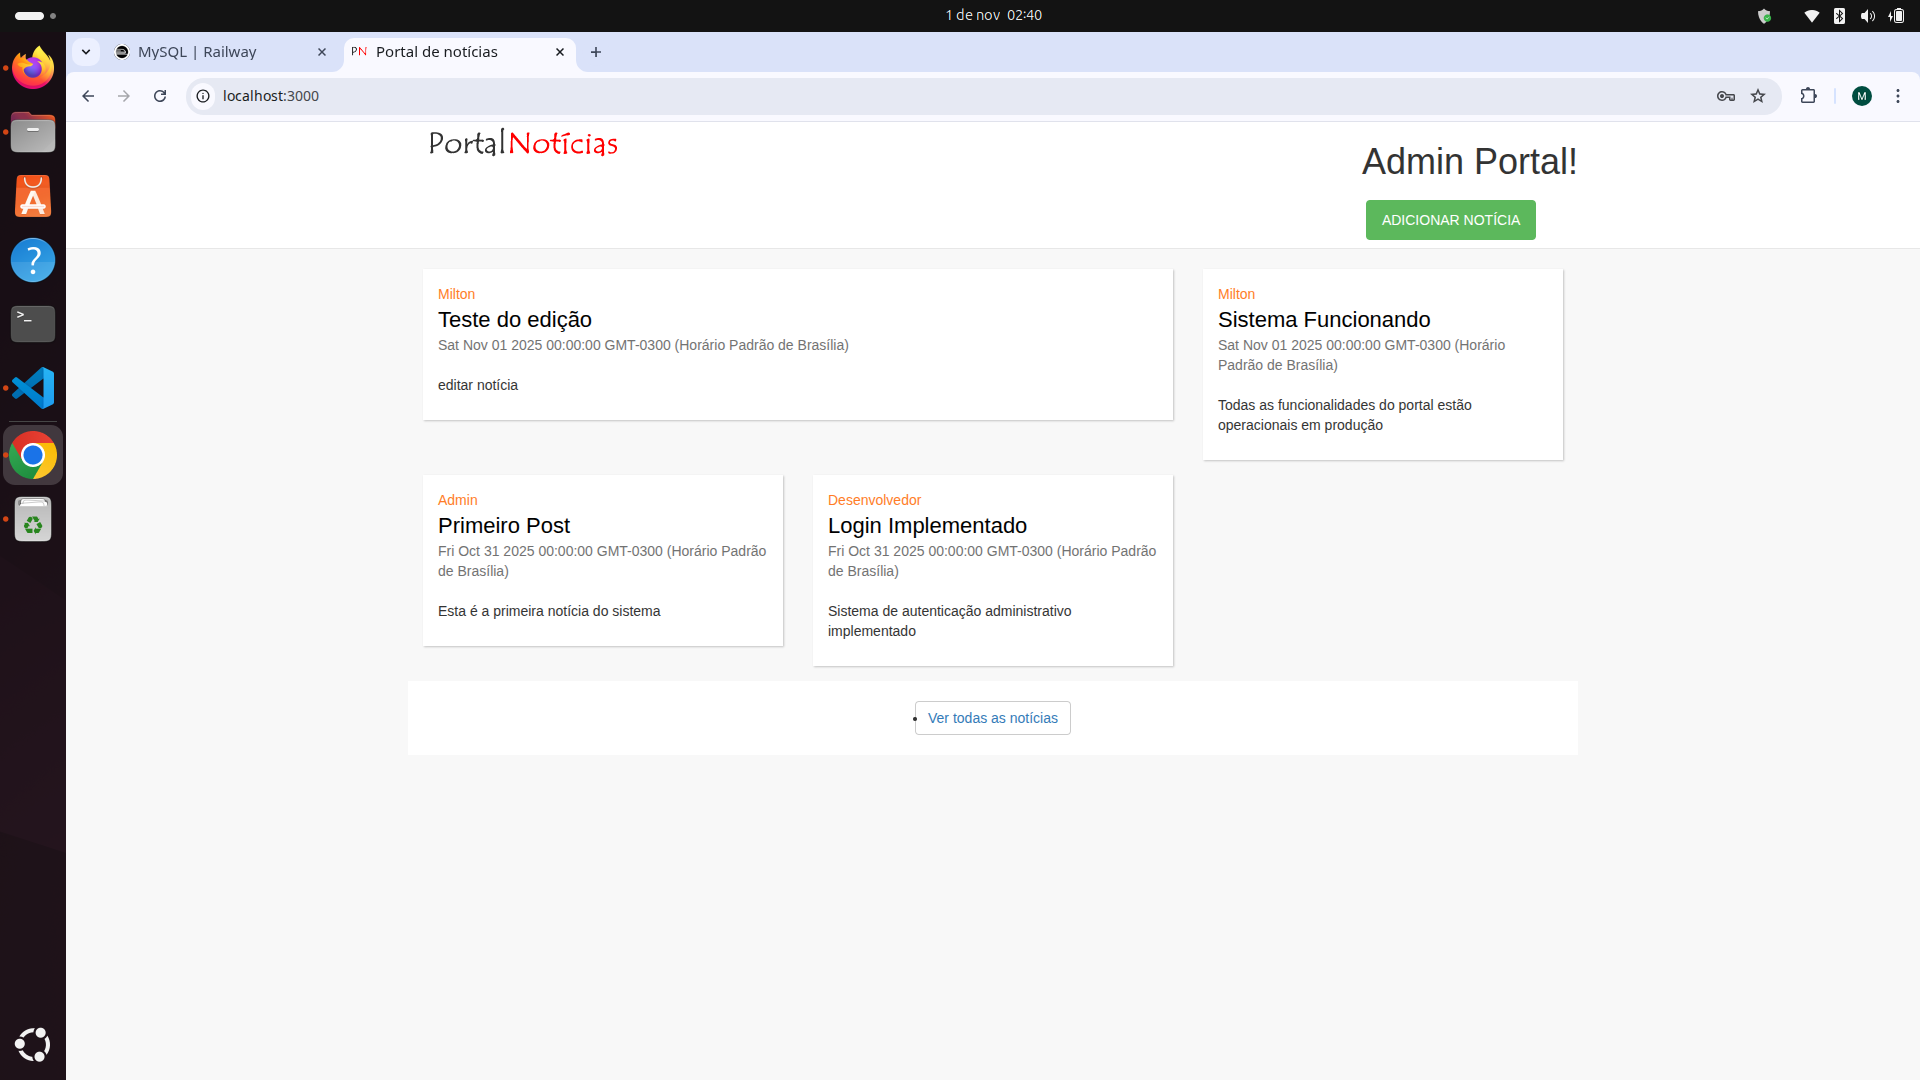 1 de nov 02:40
MySQL | Railway
PN Portal de notícias
localhost:3000
M
PortalNotícias
Admin Portal!
ADICIONAR NOTÍCIA
Milton
Teste do edição
Sat Nov 01 2025 00:00:00 GMT-0300 (Horário Padrão de Brasília)
editar notícia
Milton
Sistema Funcionando
Sat Nov 01 2025 00:00:00 GMT-0300 (Horário
Padrão de Brasília)
Todas as funcionalidades do portal estão
operacionais em produção
Admin
Primeiro Post
Fri Oct 31 2025 00:00:00 GMT-0300 (Horário Padrão
de Brasília)
Esta é a primeira notícia do sistema
Desenvolvedor
Login Implementado
Fri Oct 31 2025 00:00:00 GMT-0300 (Horário Padrão
de Brasília)
Sistema de autenticação administrativo
implementado
Ver todas as notícias